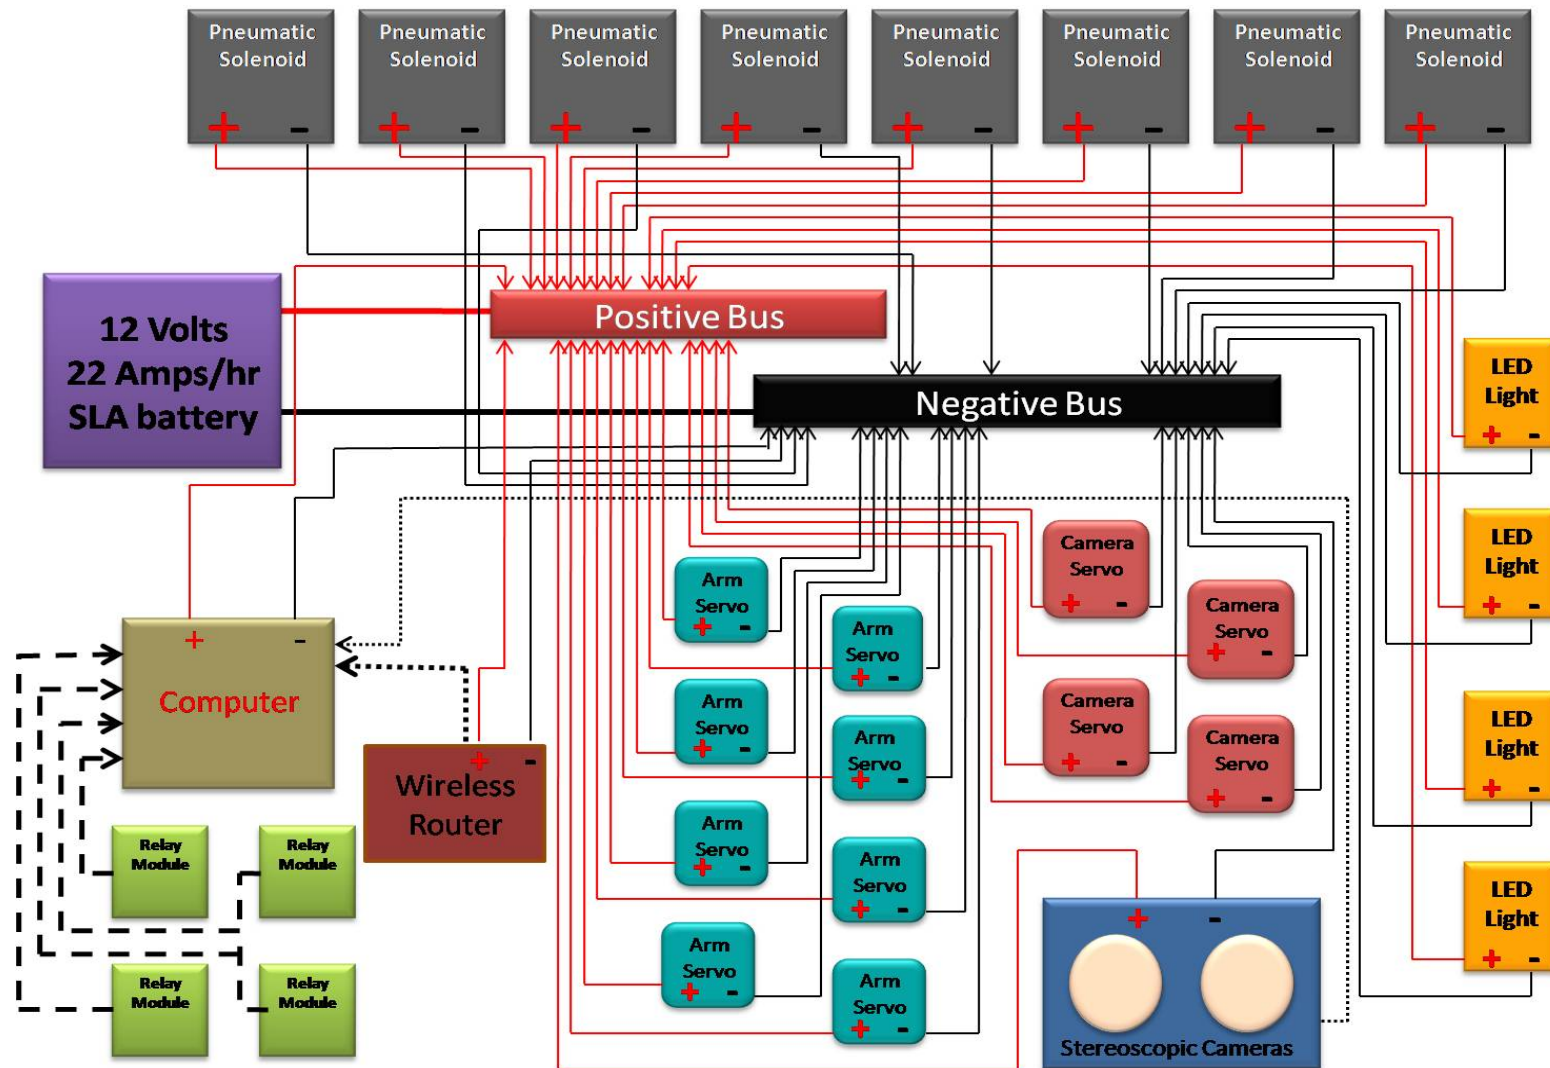 Pneumatic
Solenoid
+ -
Pneumatic
Solenoid
+ -
Pneumatic
Solenoid
+ -
Pneumatic
Solenoid
+ -
Pneumatic
Solenoid
+ -
Pneumatic
Solenoid
+ -
Pneumatic
Solenoid
+ -
Pneumatic
Solenoid
+ -
12 Volts
22 Amps/hr
SLA battery
Positive Bus
Negative Bus
LED
Light
+ -
LED
Light
+ -
LED
Light
+ -
LED
Light
+ -
Camera
Servo
+ -
Camera
Servo
+ -
Camera
Servo
+ -
Camera
Servo
+ -
Arm
Servo
+ -
Arm
Servo
+ -
Arm
Servo
+ -
Arm
Servo
+ -
Arm
Servo
+ -
Arm
Servo
+ -
Arm
Servo
+ -
Arm
Servo
+ -
+ -
Computer
+ -
Wireless
Router
Relay
Module
Relay
Module
Relay
Module
Relay
Module
+ -
Stereoscopic Cameras